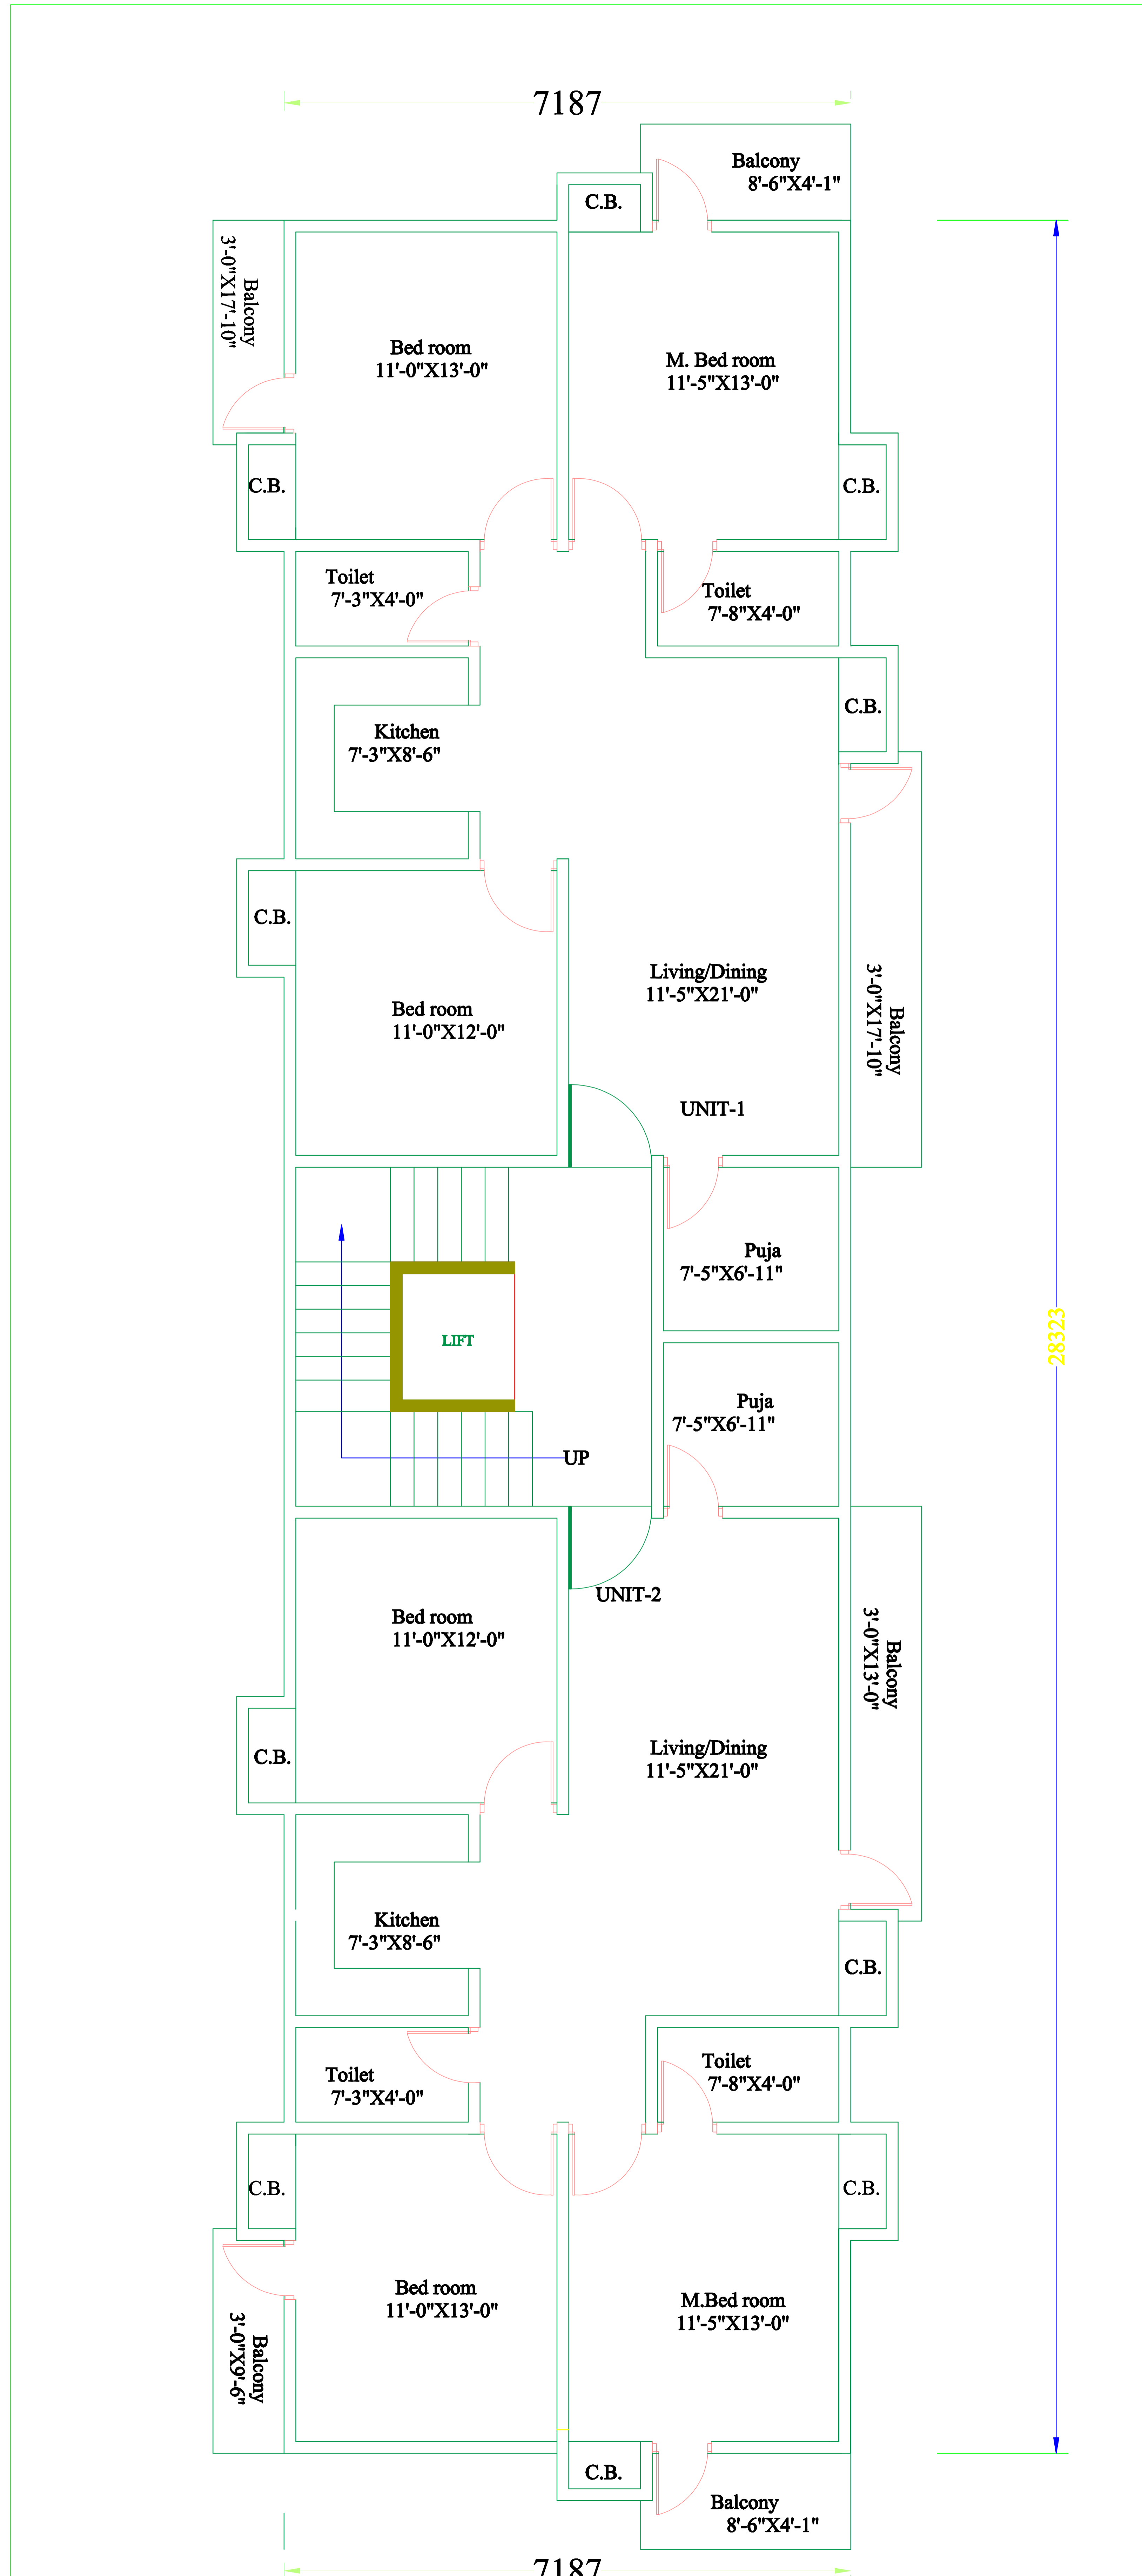 7187
Balcony
8'-6"X4'-1"
C.B.
Balcony
3'-0"X17'-10"
Bed room
11'-0"X13'-0"
M. Bed room
11'-5"X13'-0"
C.B.
C.B.
Toilet
7'-3"X4'-0"
Toilet
7'-8"X4'-0"
C.B.
Kitchen
7'-3"X8'-6"
C.B.
Living/Dining
11'-5"X21'-0"
Bed room
11'-0"X12'-0"
Balcony
3'-0"X17'-10"
UNIT-1
Puja
7'-5"X6'-11"
LIFT
28323
Puja
7'-5"X6'-11"
UP
UNIT-2
Bed room
11'-0"X12'-0"
Balcony
3'-0"X13'-0"
C.B.
Living/Dining
11'-5"X21'-0"
Kitchen
7'-3"X8'-6"
C.B.
Toilet
7'-3"X4'-0"
Toilet
7'-8"X4'-0"
C.B.
C.B.
Bed room
11'-0"X13'-0"
M.Bed room
11'-5"X13'-0"
Balcony
3'-0"X9'-6"
C.B.
Balcony
8'-6"X4'-1"
7187